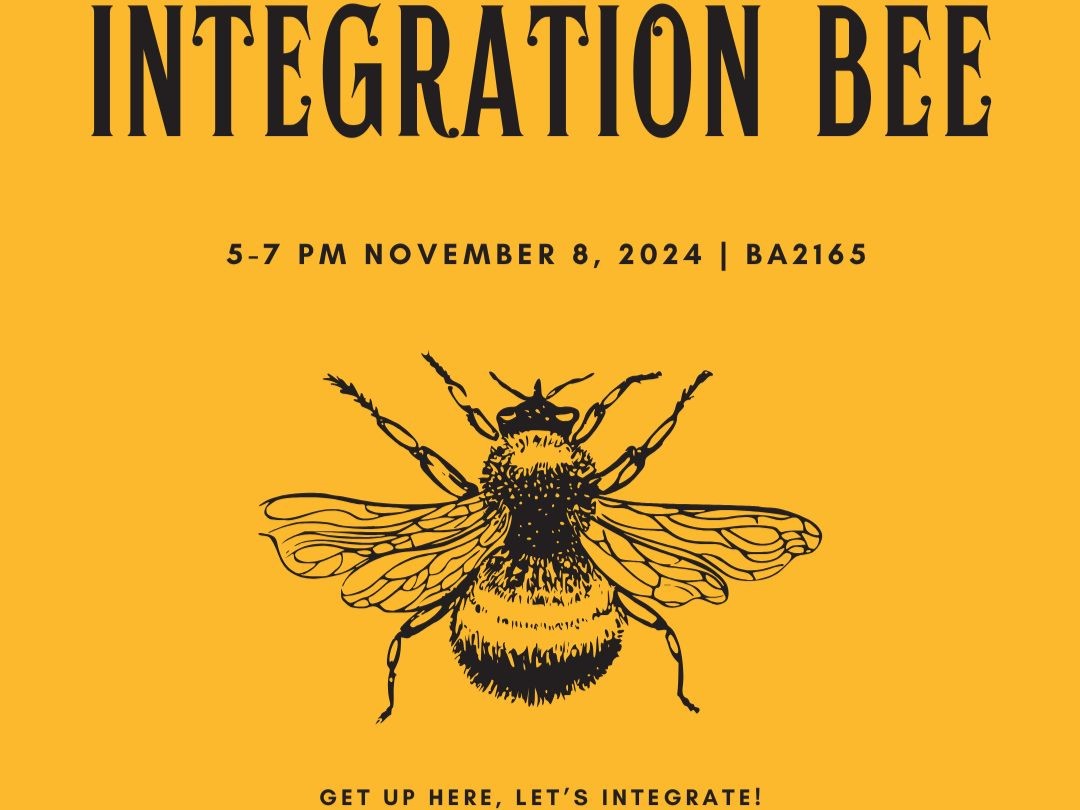 INTEGRATION BEE
5-7 PM NOVEMBER 8, 2024 | BA2165
GET UP HERE, LET’S INTEGRATE!